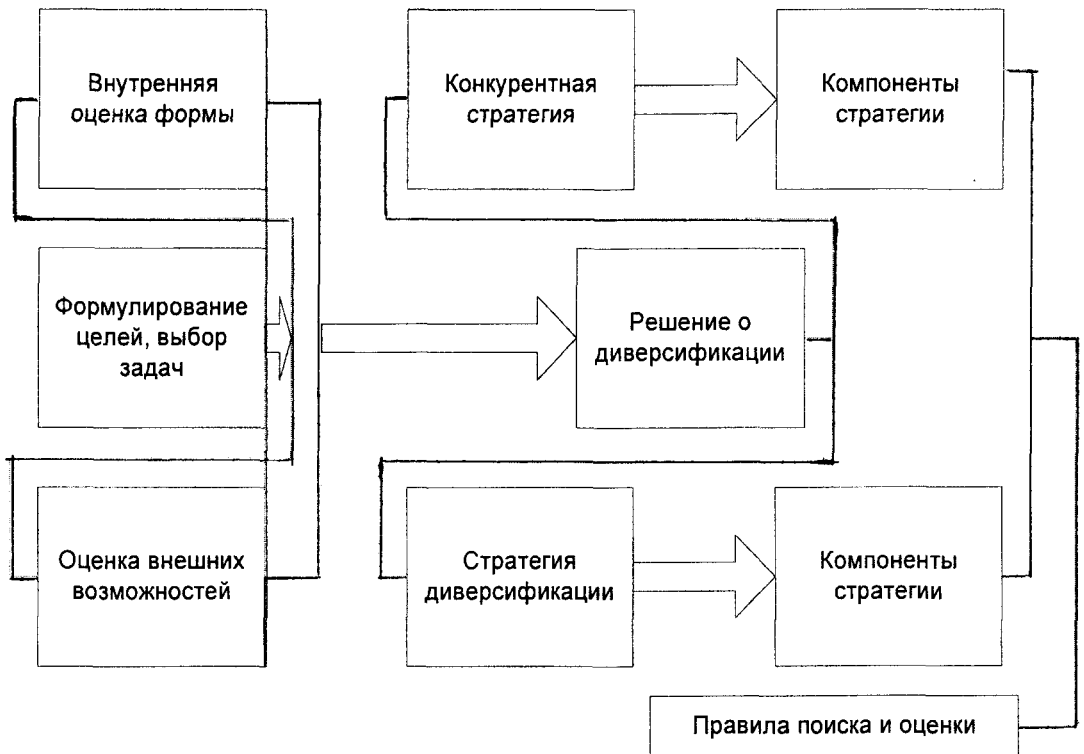 Внутренняя
оценка формы
Конкурентная
стратегия
Компоненты
стратегии
Формулирование
целей, выбор
задач
Решение о
диверсификации
Оценка внешних
возможностей
Стратегия
диверсификации
Компоненты
стратегии
Правила поиска и оценки